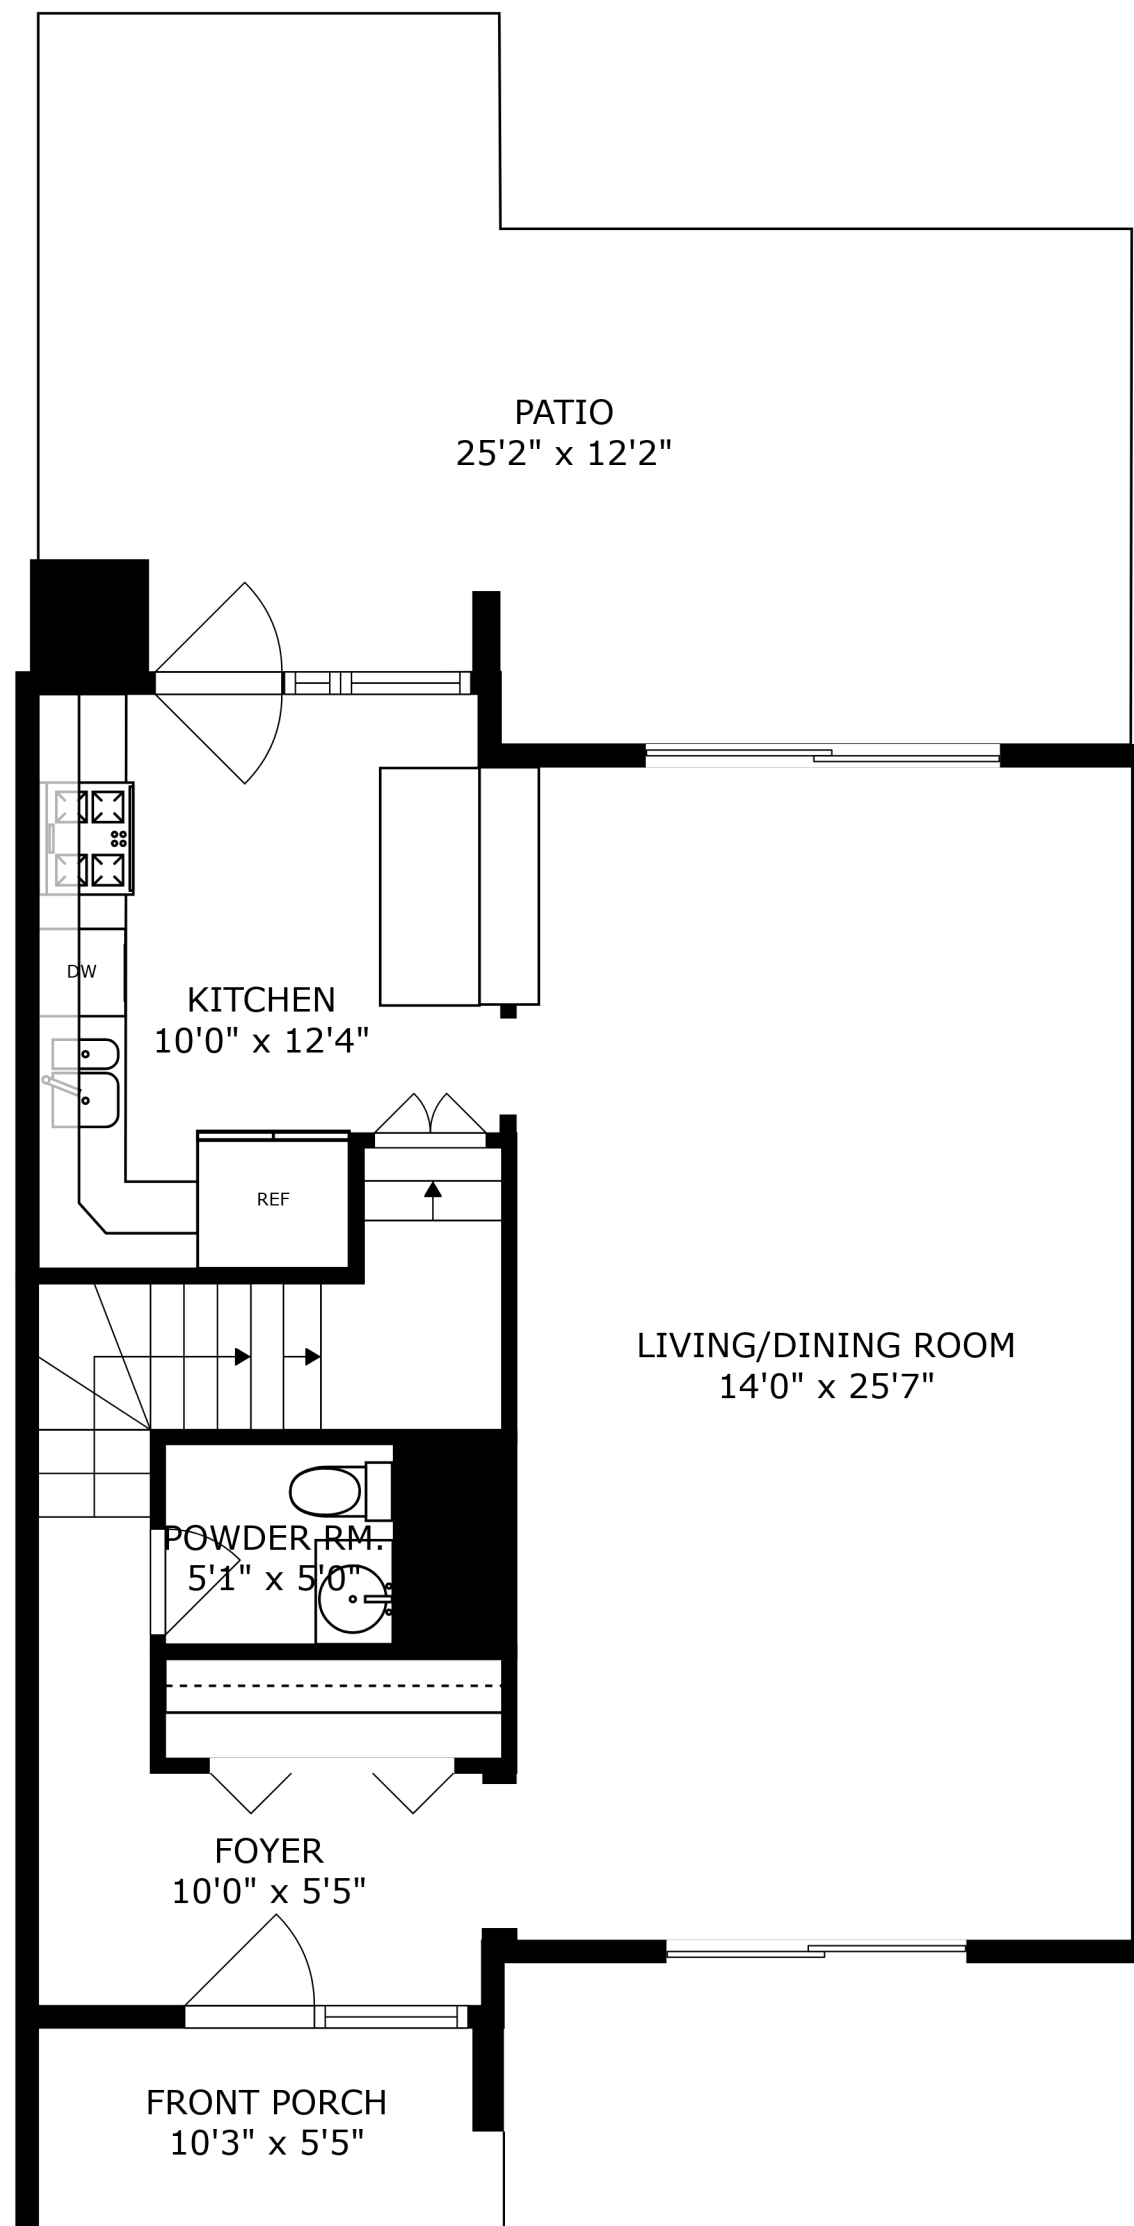 PATIO
25'2" x 12'2"
DW
KITCHEN
10'0" x 12'4"
REF
LIVING/DINING ROOM
14'0" x 25'7"
POWDER RM.
5'1" x 5'0"
FOYER
10'0" x 5'5"
FRONT PORCH
10'3" x 5'5"